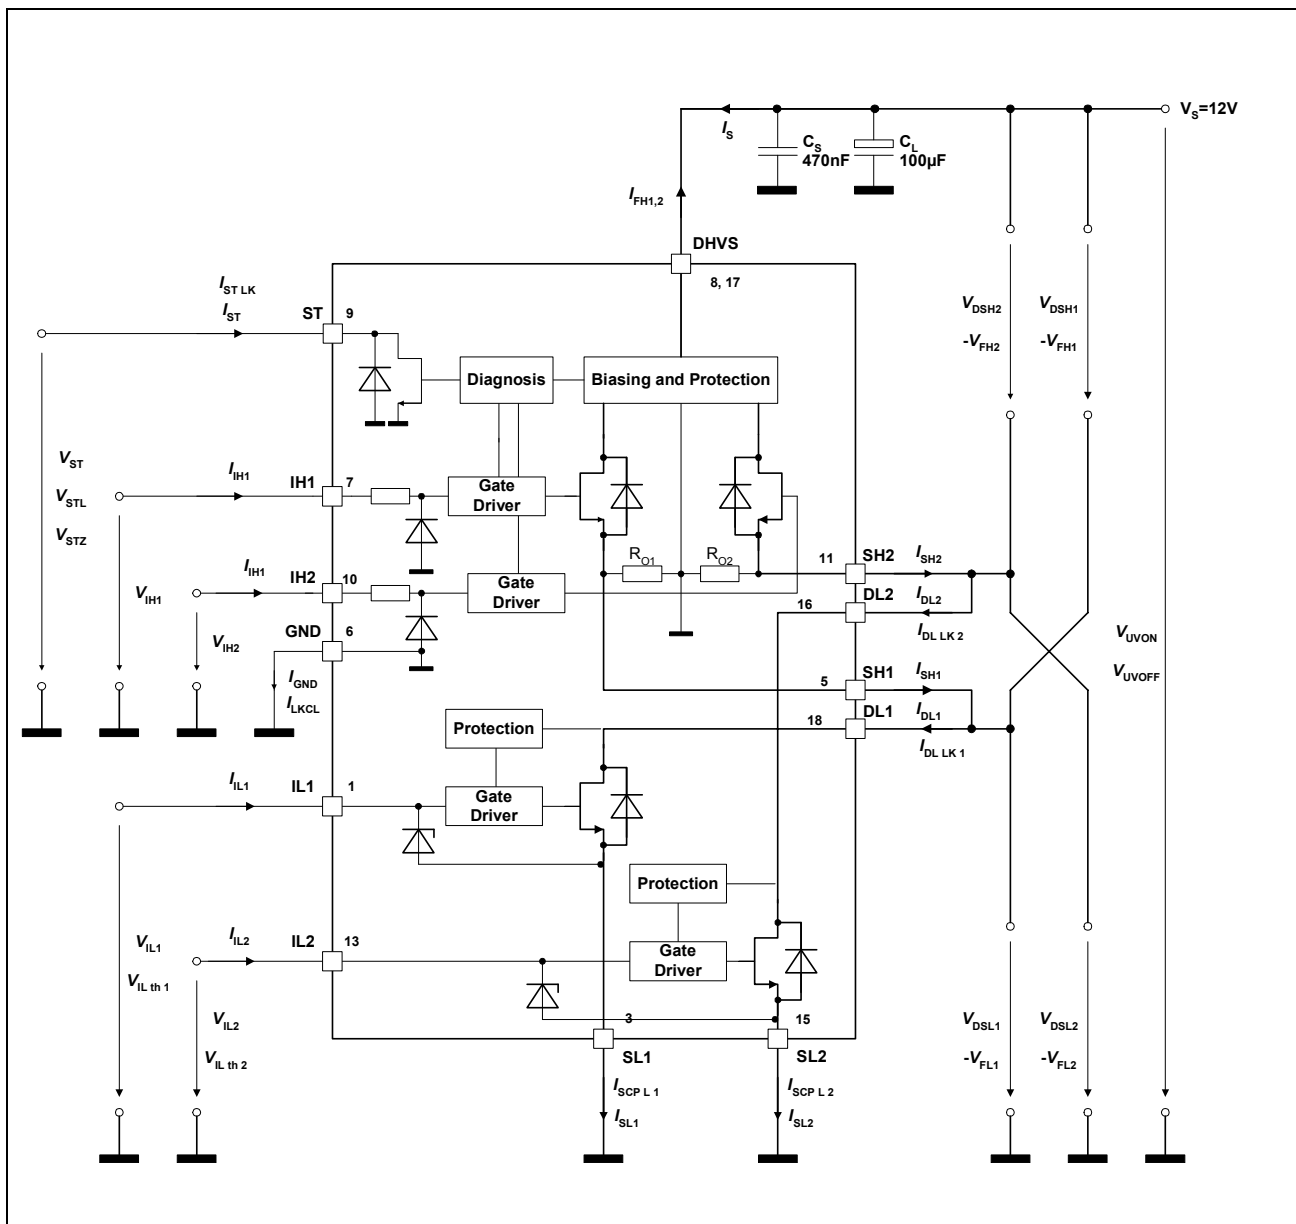 V_S=12V
I_S
C_S
470nF
C_L
100µF
I_FH1,2
DHVS
8, 17
I_ST LK
I_ST
ST
9
V_DSH2
V_DSH1
-V_FH2
-V_FH1
Diagnosis
Biasing and Protection
V_ST
V_STL
V_STZ
I_IH1
IH1
7
Gate
Driver
R_O1
R_O2
11
SH2
I_SH2
V_IH1
I_IH1
IH2
10
Gate
Driver
16
DL2
I_DL2
I_DL LK 2
V_IH2
GND
6
I_GND
I_LKCL
V_UVON
V_UVOFF
5
SH1
I_SH1
18
DL1
I_DL1
I_DL LK 1
Protection
I_IL1
IL1
1
Gate
Driver
Protection
V_IL1
V_IL th 1
I_IL2
IL2
13
Gate
Driver
V_IL2
V_IL th 2
3
SL1
15
SL2
V_DSL1
V_DSL2
-V_FL1
-V_FL2
I_SCP L 1
I_SL1
I_SCP L 2
I_SL2